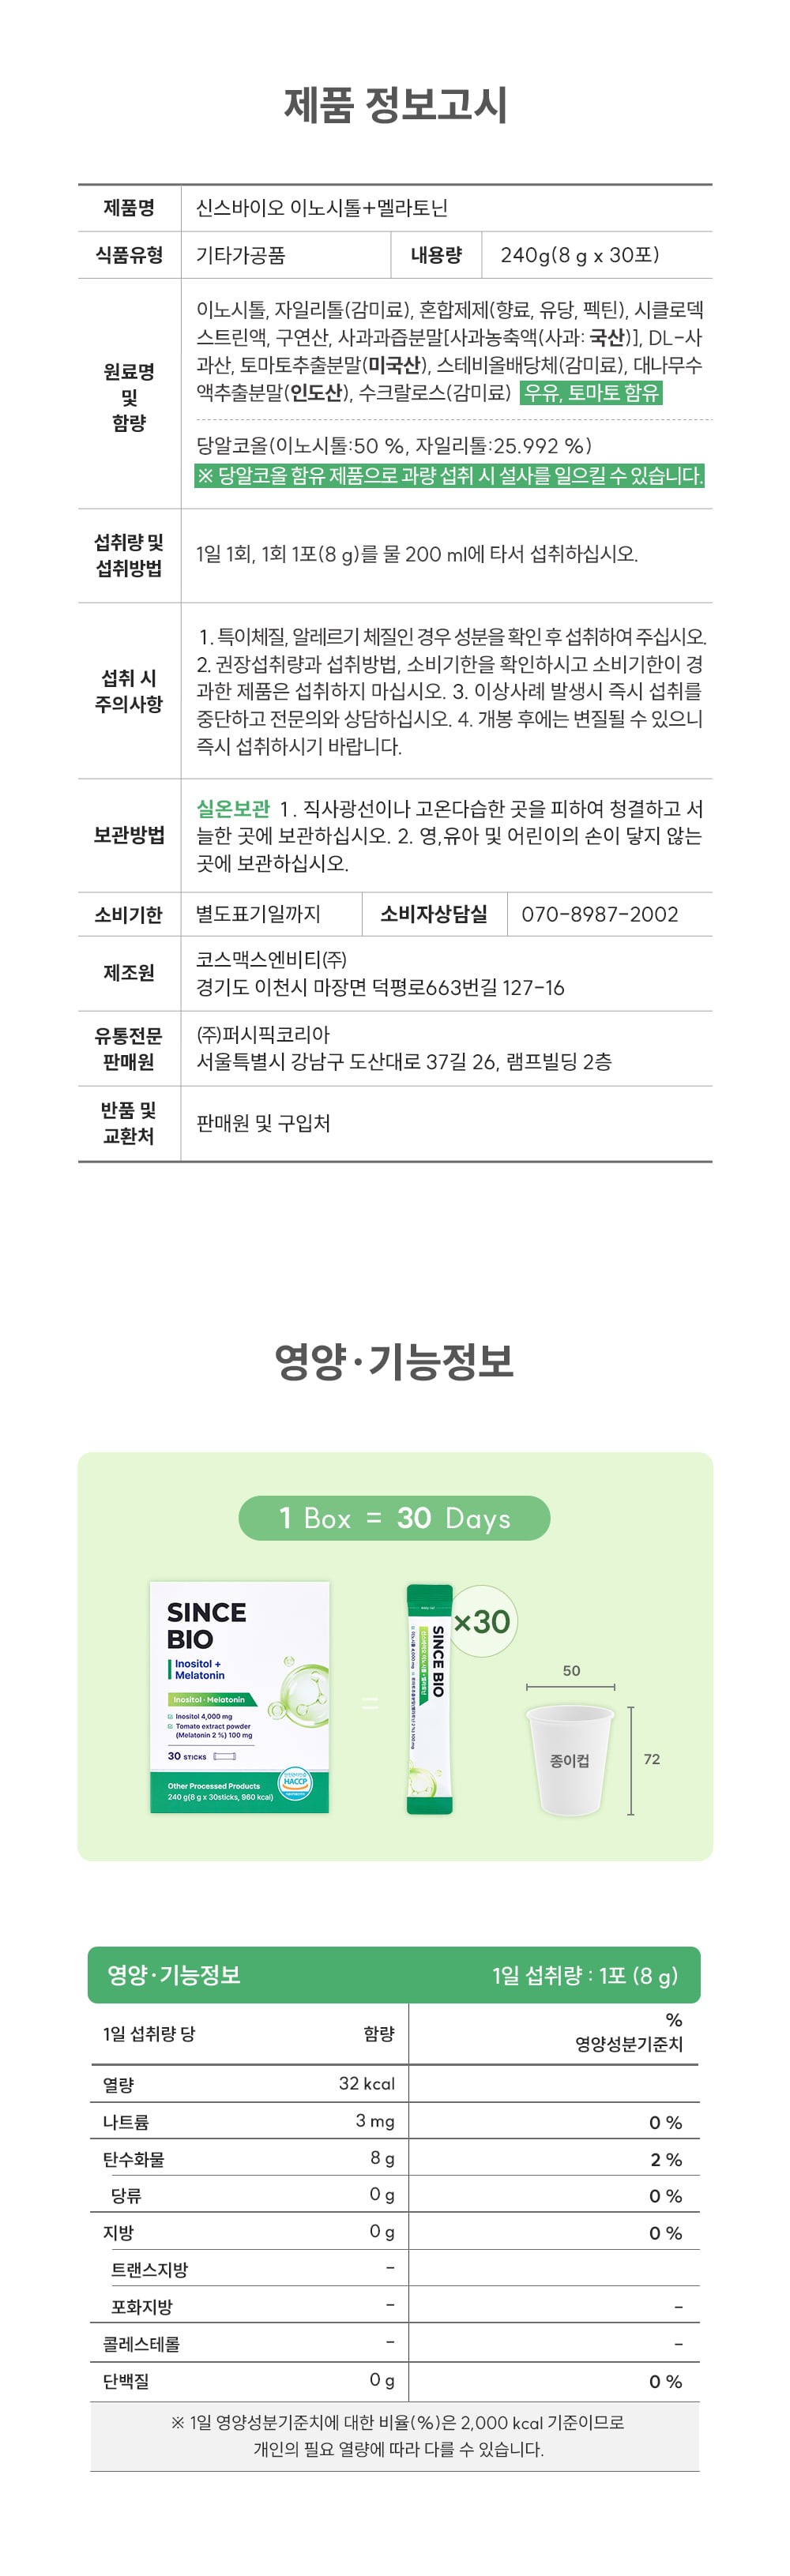 제품 정보고시
제품명
신스바이오 이노시톨+멜라토닌
식품유형
기타가공품
내용량
240g(8 g x 30포)
원료명
및
함량
이노시톨, 자일리톨(감미료), 혼합제제(향료, 유당, 펙틴), 시클로덱
스트린액, 구연산, 사과과즙분말[사과농축액(사과: 국산)], DL-사
과산, 토마토추출분말(미국산), 스테비올배당체(감미료), 대나무수
액추출분말(인도산), 수크랄로스(감미료) 우유, 토마토 함유
당알코올(이노시톨:50 %, 자일리톨:25.992 %)
※ 당알코올 함유 제품으로 과량 섭취 시 설사를 일으킬 수 있습니다.
섭취량 및
섭취방법
1일 1회, 1회 1포(8 g)를 물 200 ml에 타서 섭취하십시오.
섭취 시
주의사항
1. 특이체질, 알레르기 체질인 경우 성분을 확인 후 섭취하여 주십시오.
2. 권장섭취량과 섭취방법, 소비기한을 확인하시고 소비기한이 경
과한 제품은 섭취하지 마십시오. 3. 이상사례 발생시 즉시 섭취를
중단하고 전문의와 상담하십시오. 4. 개봉 후에는 변질될 수 있으니
즉시 섭취하시기 바랍니다.
보관방법
실온보관 1. 직사광선이나 고온다습한 곳을 피하여 청결하고 서
늘한 곳에 보관하십시오. 2. 영,유아 및 어린이의 손이 닿지 않는
곳에 보관하십시오.
소비기한
별도표기일까지
소비자상담실
070-8987-2002
제조원
코스맥스엔비티(주)
경기도 이천시 마장면 덕평로663번길 127-16
유통전문
판매원
(주)퍼시픽코리아
서울특별시 강남구 도산대로 37길 26, 램프빌딩 2층
반품 및
교환처
판매원 및 구입처
영양·기능정보
1 Box = 30 Days
SINCE
BIO
Inositol +
Melatonin
Inositol · Melatonin
Inositol 4,000 mg
Tomato extract powder
(Melatonin 2 %) 100 mg
30 STICKS
Other Processed Products
240 g(8 g x 30sticks, 960 kcal)
HACCP
=
SINCE BIO
×30
50
종이컵
72
영양·기능정보
1일 섭취량 : 1포 (8 g)
1일 섭취량 당
함량
%
영양성분기준치
열량 32 kcal
나트륨 3 mg 0 %
탄수화물 8 g 2 %
당류 0 g 0 %
지방 0 g 0 %
트랜스지방 -
포화지방 - -
콜레스테롤 - -
단백질 0 g 0 %
※ 1일 영양성분기준치에 대한 비율(%)은 2,000 kcal 기준이므로
개인의 필요 열량에 따라 다를 수 있습니다.